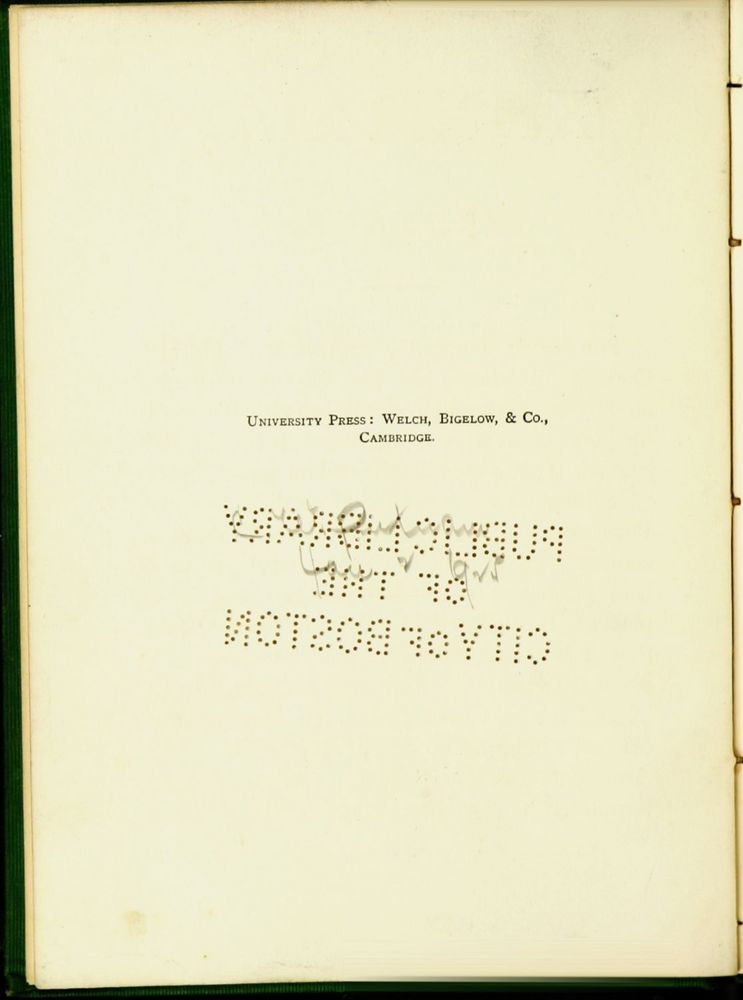 UNIVERSITY PRESS: WELCH, BIGELOW, & CO.,
CAMBRIDGE.
PUBLIC LIBRARY
OF THE
CITY OF BOSTON